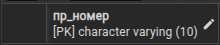 пр_номер
[PK] character varying (10)